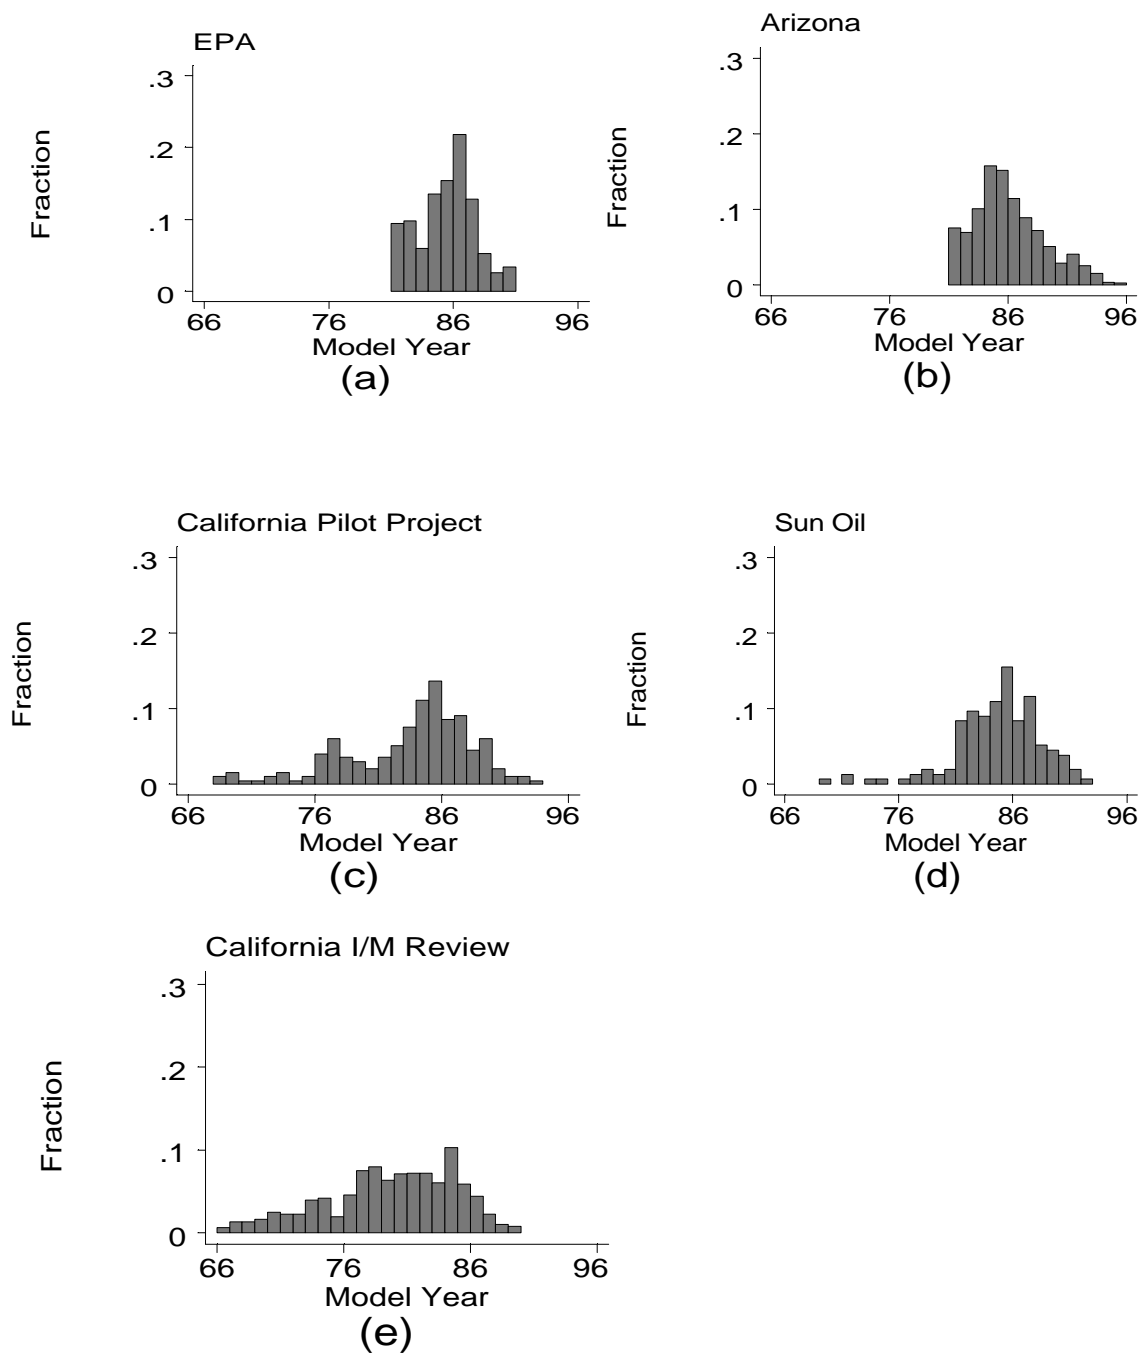 EPA
.3
.2
.1
0
Fraction
66 76 86 96
Model Year
(a)
Arizona
.3
.2
.1
0
Fraction
66 76 86 96
Model Year
(b)
California Pilot Project
.3
.2
.1
0
Fraction
66 76 86 96
Model Year
(c)
Sun Oil
.3
.2
.1
0
Fraction
66 76 86 96
Model Year
(d)
California I/M Review
.3
.2
.1
0
Fraction
66 76 86 96
Model Year
(e)